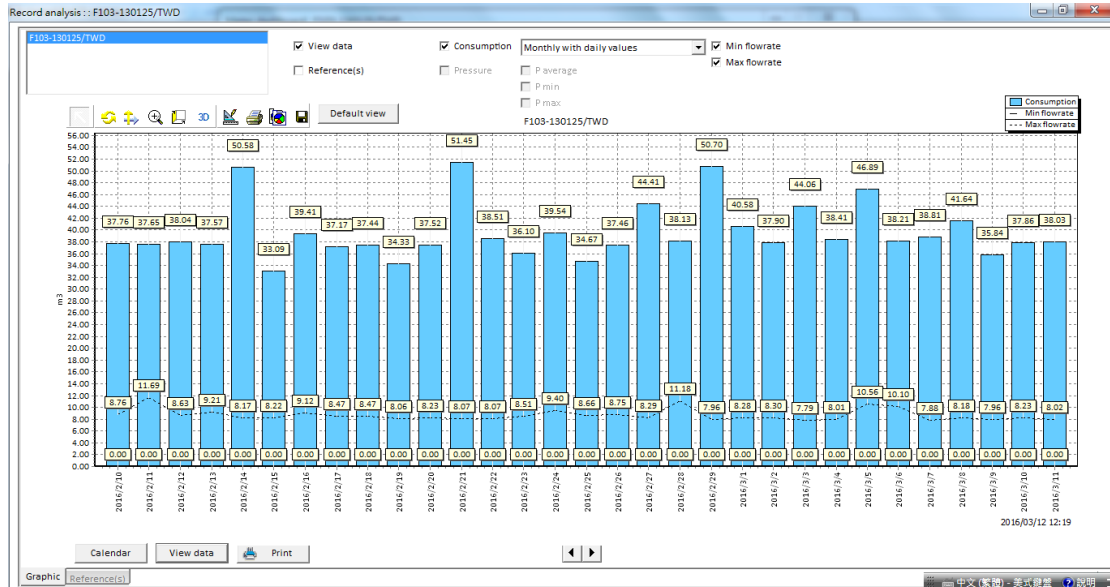 Record analysis : : F103-130125/TWD
F103-130125/TWD
View data
Consumption
Monthly with daily values
Min flowrate
Reference(s)
Pressure
P average
Max flowrate
P min
P max
3D
Default view
F103-130125/TWD
Consumption
Min flowrate
Max flowrate
m3
56.00
54.00
52.00
50.00
48.00
46.00
44.00
42.00
40.00
38.00
36.00
34.00
32.00
30.00
28.00
26.00
24.00
22.00
20.00
18.00
16.00
14.00
12.00
10.00
8.00
6.00
4.00
2.00
0.00
37.76 37.65 38.04 37.57 50.58 33.09 39.41 37.17 37.44 34.33 37.52 51.45 38.51 36.10 39.54 34.67 37.46 44.41 38.13 50.70 40.58 37.90 44.06 38.41 46.89 38.21 38.81 41.64 35.84 37.86 38.03
8.76 11.69 8.63 9.21 8.17 8.22 9.12 8.47 8.47 8.06 8.23 8.07 8.07 8.51 9.40 8.66 8.75 8.29 11.18 7.96 8.28 8.30 7.79 8.01 10.56 10.10 7.88 8.18 7.96 8.23 8.02
0.00 0.00 0.00 0.00 0.00 0.00 0.00 0.00 0.00 0.00 0.00 0.00 0.00 0.00 0.00 0.00 0.00 0.00 0.00 0.00 0.00 0.00 0.00 0.00 0.00 0.00 0.00 0.00 0.00 0.00 0.00
2016/2/10 2016/2/11 2016/2/12 2016/2/13 2016/2/14 2016/2/15 2016/2/16 2016/2/17 2016/2/18 2016/2/19 2016/2/20 2016/2/21 2016/2/22 2016/2/23 2016/2/24 2016/2/25 2016/2/26 2016/2/27 2016/2/28 2016/2/29 2016/3/1 2016/3/2 2016/3/3 2016/3/4 2016/3/5 2016/3/6 2016/3/7 2016/3/8 2016/3/9 2016/3/10 2016/3/11
2016/03/12 12:19
Calendar
View data
Print
Graphic
Reference(s)
中文 (繁體) - 美式鍵盤
說明